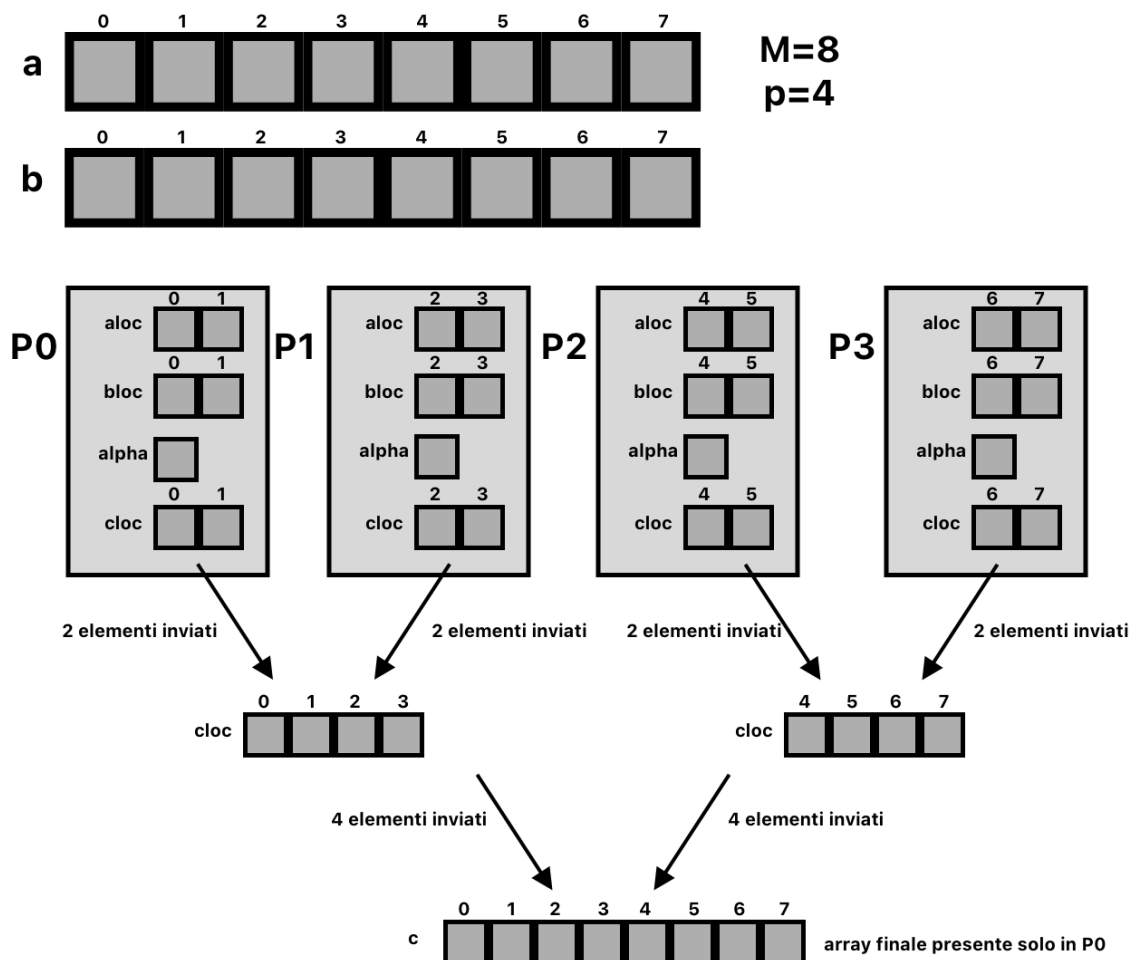 0 1 2 3 4 5 6 7
a
M=8
p=4
0 1 2 3 4 5 6 7
b
P0
0 1
aloc
0 1
bloc
alpha
0 1
cloc
P1
2 3
aloc
2 3
bloc
alpha
2 3
cloc
P2
4 5
aloc
4 5
bloc
alpha
4 5
cloc
P3
6 7
aloc
6 7
bloc
alpha
6 7
cloc
2 elementi inviati
2 elementi inviati
2 elementi inviati
2 elementi inviati
0 1 2 3
cloc
4 5 6 7
cloc
4 elementi inviati
4 elementi inviati
0 1 2 3 4 5 6 7
c
array finale presente solo in P0